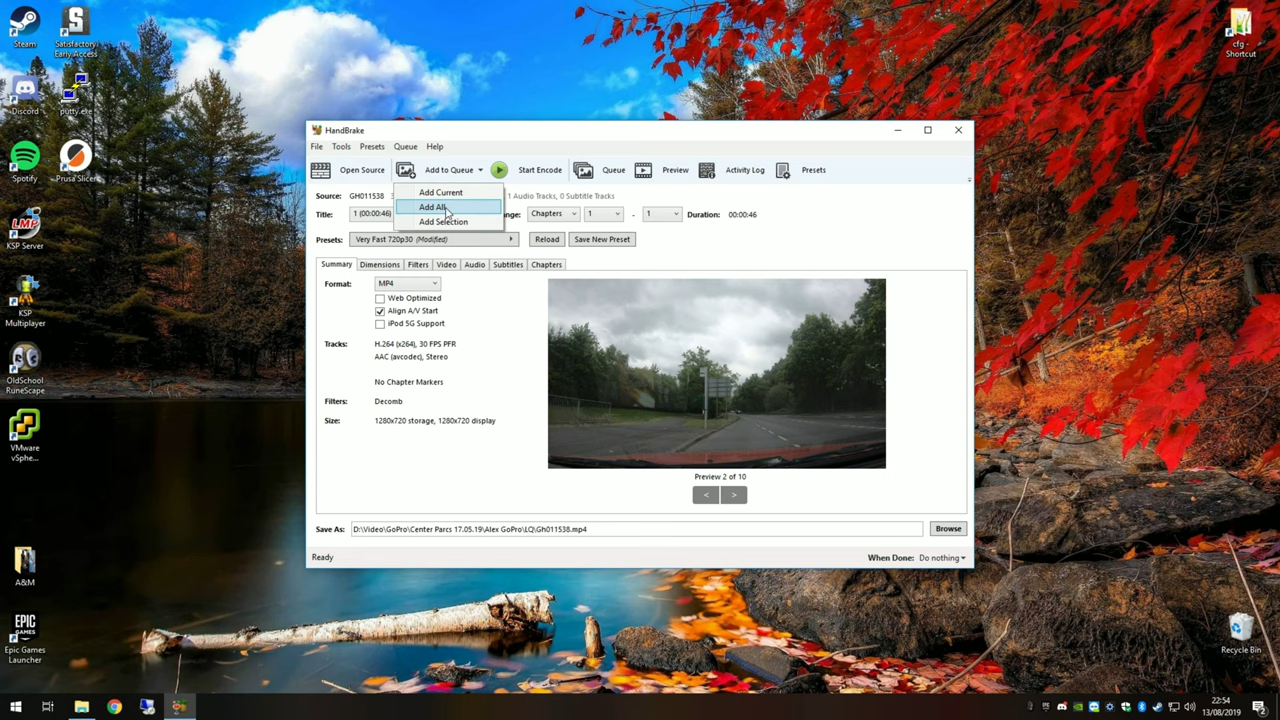 Steam
Satisfactory Early Access
Discord
putty.exe
Spotify
Prusa Slicer
KSP Server
KSP Multiplayer
OldSchool RuneScape
VMware vSphe...
A&M
Epic Games Launcher
cfg - Shortcut
Recycle Bin
HandBrake
File Tools Presets Queue Help
Open Source Add to Queue Start Encode Queue Preview Activity Log Presets
Add Current
Add All
Add Selection
Source: GH011538 1 Audio Tracks, 0 Subtitle Tracks
Title: 1 (00:00:46) nge: Chapters 1 - 1 Duration: 00:00:46
Presets: Very Fast 720p30 (Modified) Reload Save New Preset
Summary Dimensions Filters Video Audio Subtitles Chapters
Format: MP4
Web Optimized
Align A/V Start
iPod 5G Support
Tracks: H.264 (x264), 30 FPS PFR
AAC (avcodec), Stereo
No Chapter Markers
Filters: Decomb
Size: 1280x720 storage, 1280x720 display
Preview 2 of 10
< >
Save As: D:\Video\GoPro\Center Parcs 17.05.19\Alex GoPro\LQ\Gh011538.mp4 Browse
Ready When Done: Do nothing
22:54
13/08/2019